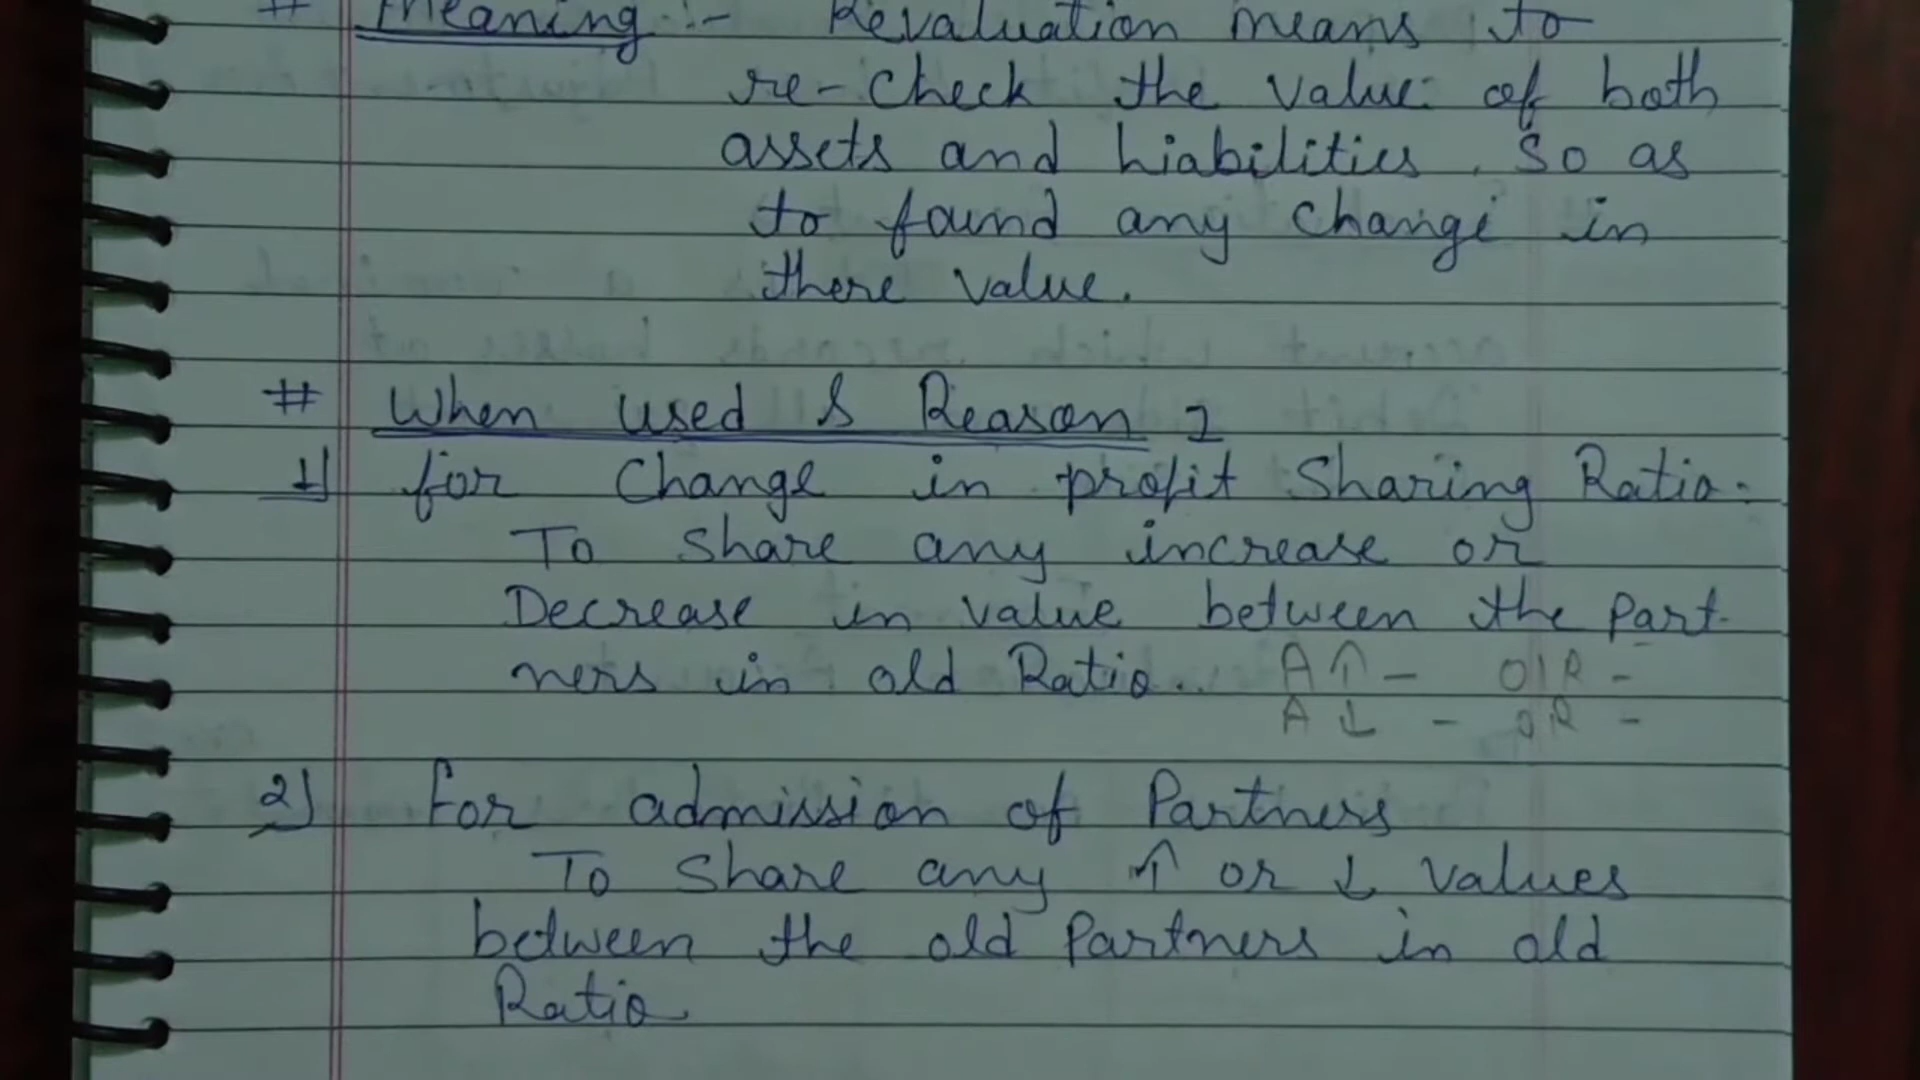 # Meaning :- Revaluation means to
re-check the value of both
assets and Liabilities. So as
to found any change in
there value.
# When used & Reason
1) for Change in profit Sharing Ratio-
To share any increase or
Decrease in value between the Part-
ners in old Ratio. A↑ - OIR -
A↓ - OR -
2) For admission of Partners
To share any ↑ or ↓ values
between the old Partners in old
Ratio